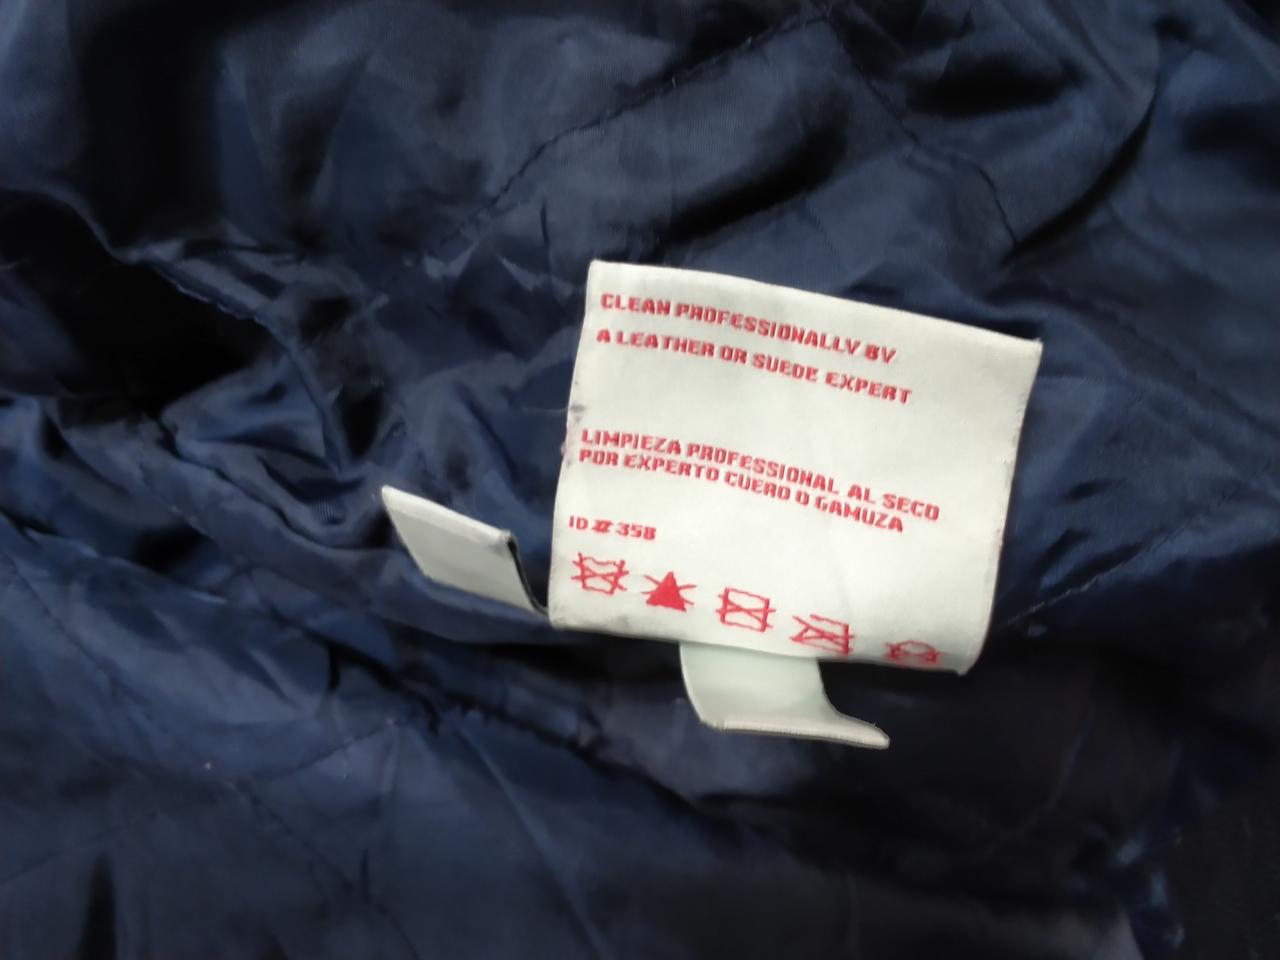 CLEAN PROFESSIONALLY BY
A LEATHER OR SUEDE EXPERT
LIMPIEZA PROFESSIONAL AL SECO
POR EXPERTO CUERO O GAMUZA
ID # 358